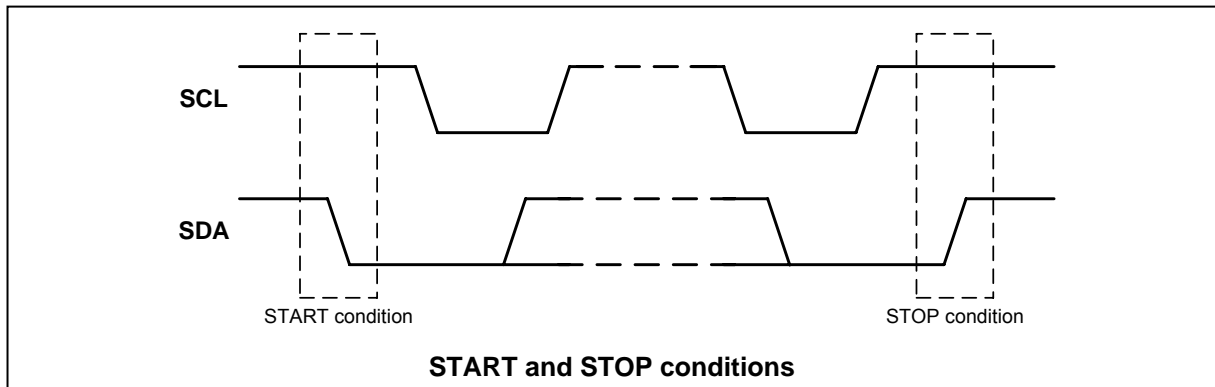 SCL
SDA
START condition
STOP condition
START and STOP conditions